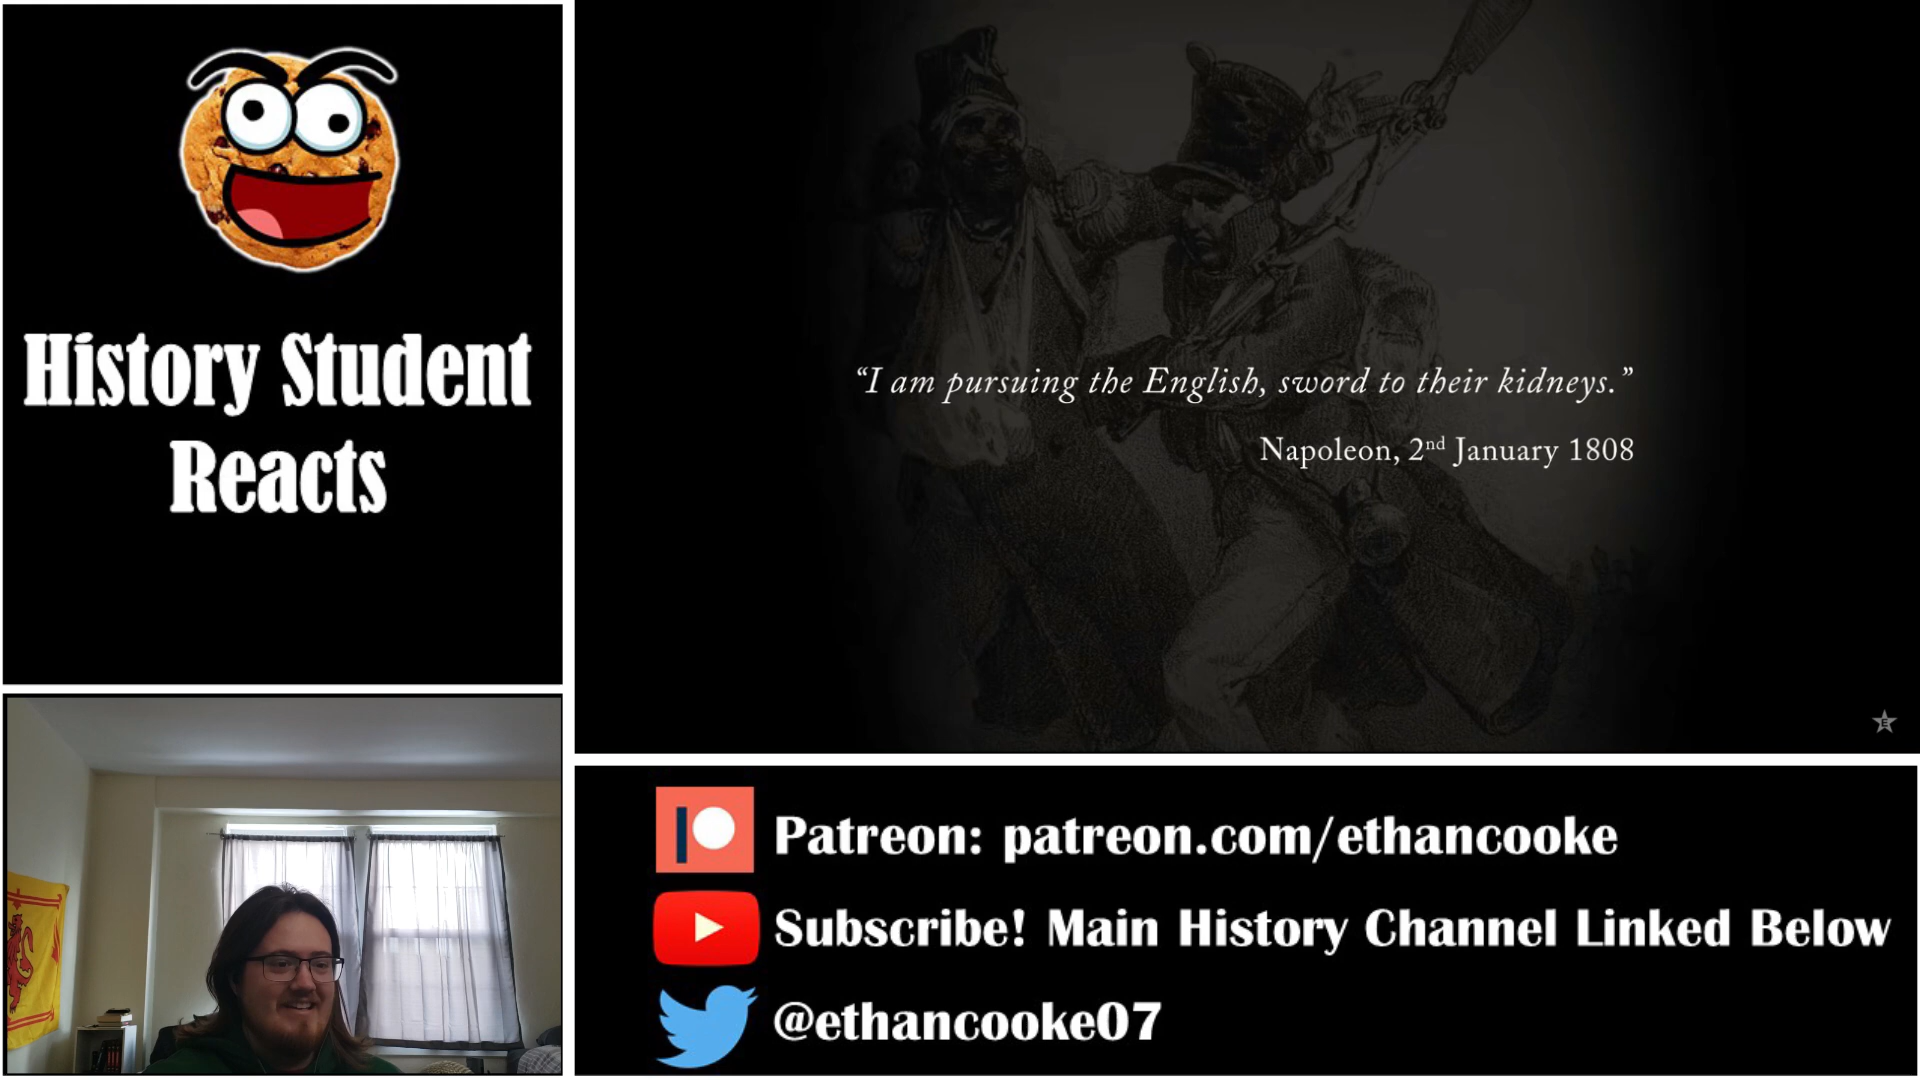 History Student
Reacts
“I am pursuing the English, sword to their kidneys.”
Napoleon, 2nd January 1808
E
Patreon: patreon.com/ethancooke
Subscribe! Main History Channel Linked Below
@ethancooke07